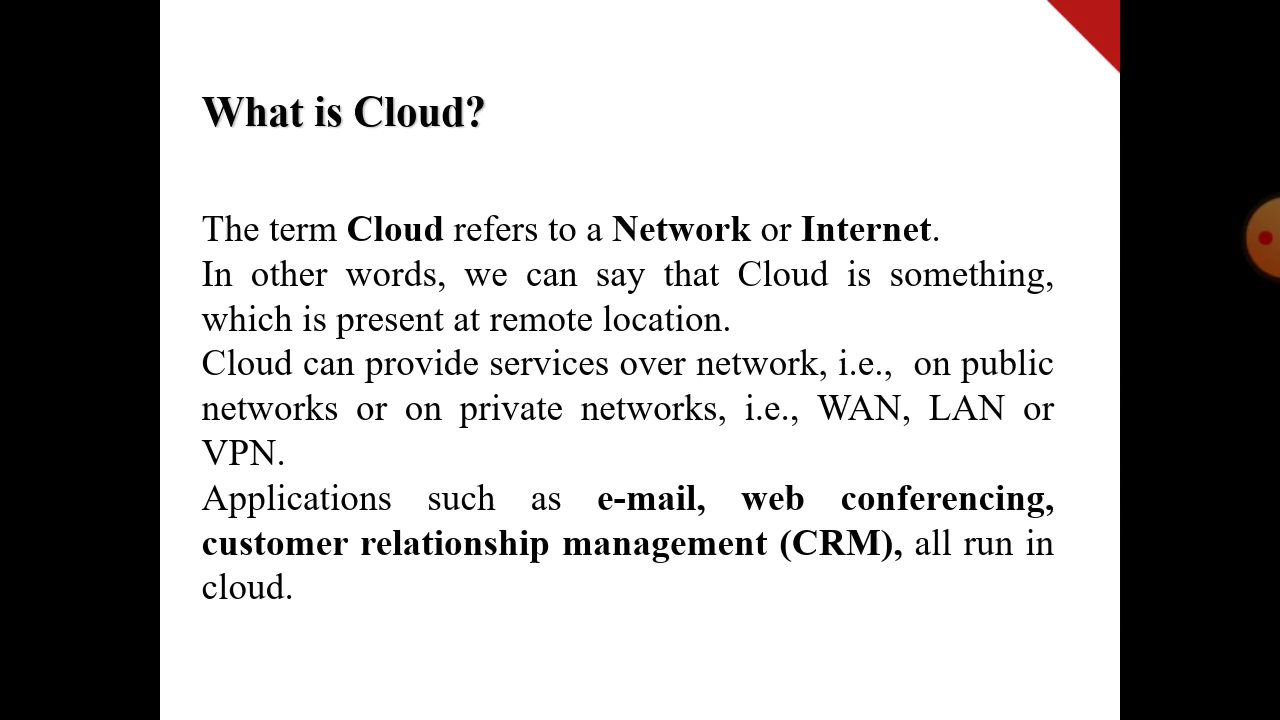 What is Cloud?
The term Cloud refers to a Network or Internet.
In other words, we can say that Cloud is something,
which is present at remote location.
Cloud can provide services over network, i.e.,  on public
networks or on private networks, i.e., WAN, LAN or
VPN.
Applications such as e-mail, web conferencing,
customer relationship management (CRM), all run in
cloud.